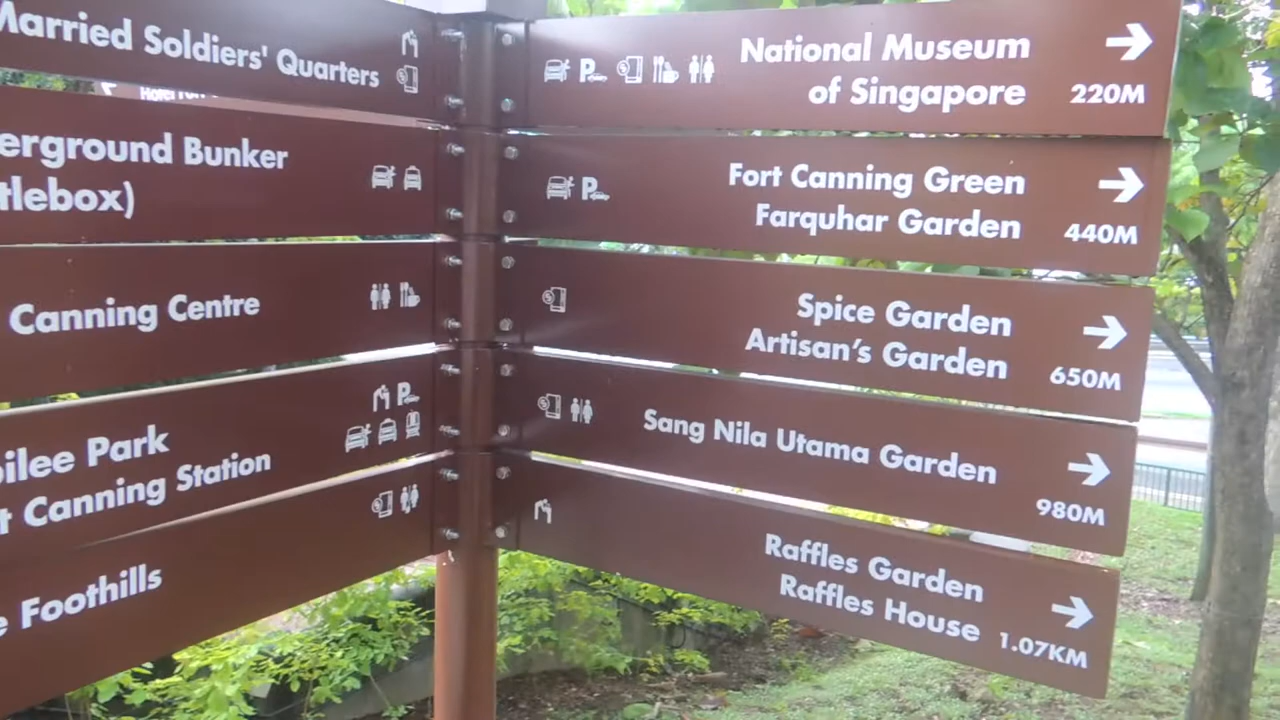 Married Soldiers' Quarters
erground Bunker
tlebox)
Canning Centre
ilee Park
t Canning Station
e Foothills
National Museum
of Singapore
220M
Fort Canning Green
Farquhar Garden
440M
Spice Garden
Artisan's Garden
650M
Sang Nila Utama Garden
980M
Raffles Garden
Raffles House
1.07KM